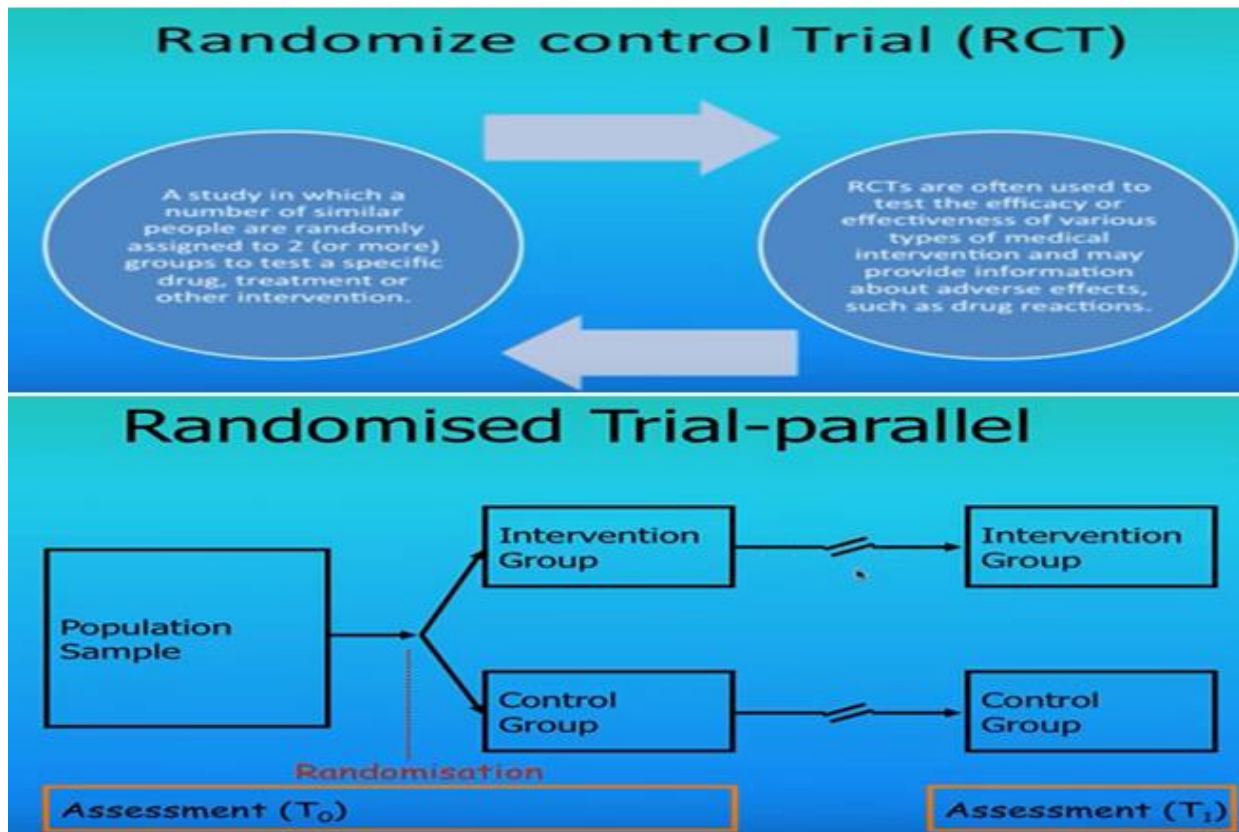 Randomize control Trial (RCT)
A study in which a
number of similar
people are randomly
assigned to 2 (or more)
groups to test a specific
drug, treatment or
other intervention.
RCTs are often used to
test the efficacy or
effectiveness of various
types of medical
intervention and may
provide information
about adverse effects,
such as drug reactions.
Randomised Trial-parallel
Population
Sample
Intervention
Group
Intervention
Group
Control
Group
Control
Group
Randomisation
Assessment (T₀)
Assessment (T₁)